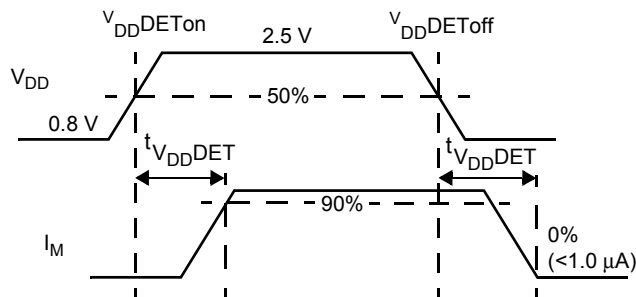 VDDDETon
VDDDEToff
2.5 V
VDD
50%
0.8 V
tVDDDET
tVDDDET
90%
IM
0%
(<1.0 μA)